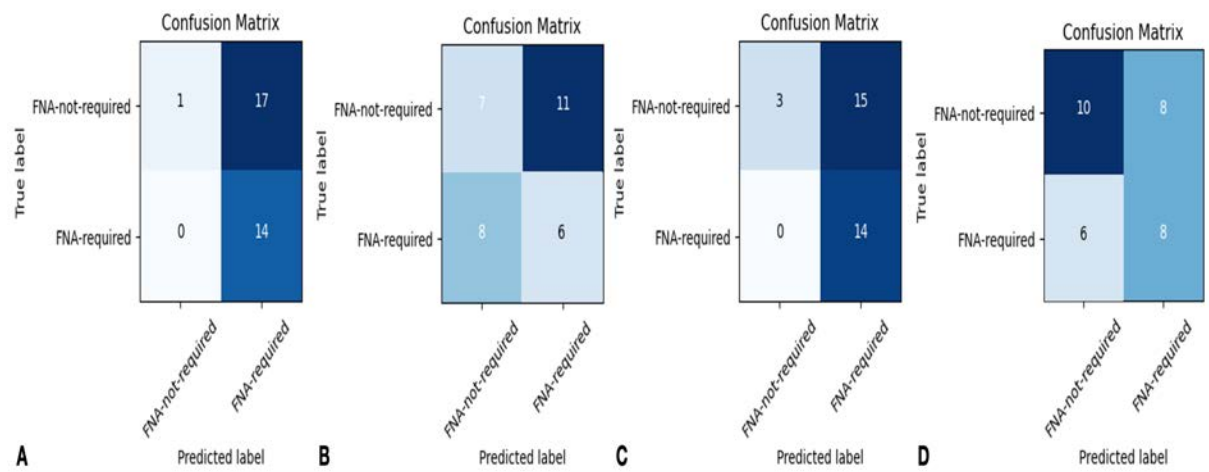 Confusion Matrix
True label
FNA-not-required
1
17
FNA-required
0
14
FNA-not-required
FNA-required
Predicted label
A
Confusion Matrix
True label
FNA-not-required
7
11
FNA-required
8
6
FNA-not-required
FNA-required
Predicted label
B
Confusion Matrix
True label
FNA-not-required
3
15
FNA-required
0
14
FNA-not-required
FNA-required
Predicted label
C
Confusion Matrix
True label
FNA-not-required
10
8
FNA-required
6
8
FNA-not-required
FNA-required
Predicted label
D